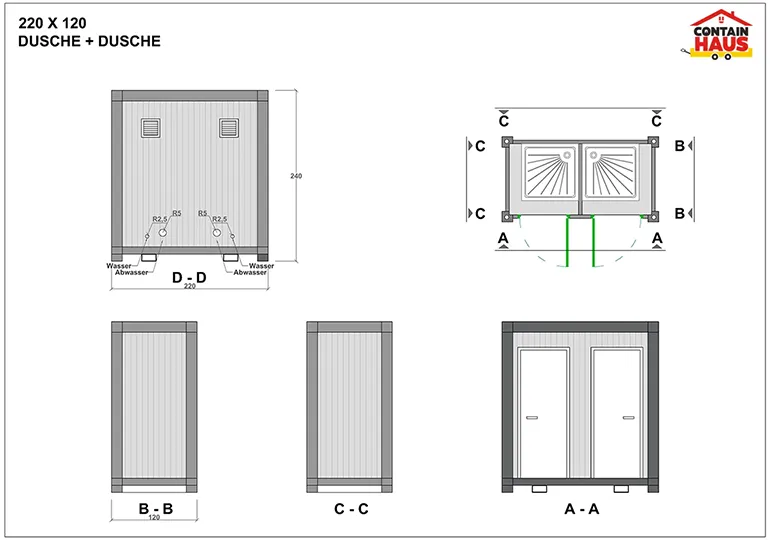 220 X 120
DUSCHE + DUSCHE
CONTAIN
HAUS
240
R2,5
R5
R5
R2,5
Wasser
Abwasser
Wasser
Abwasser
D - D
220
C
C
C
B
C
B
A
A
B - B
120
C - C
A - A